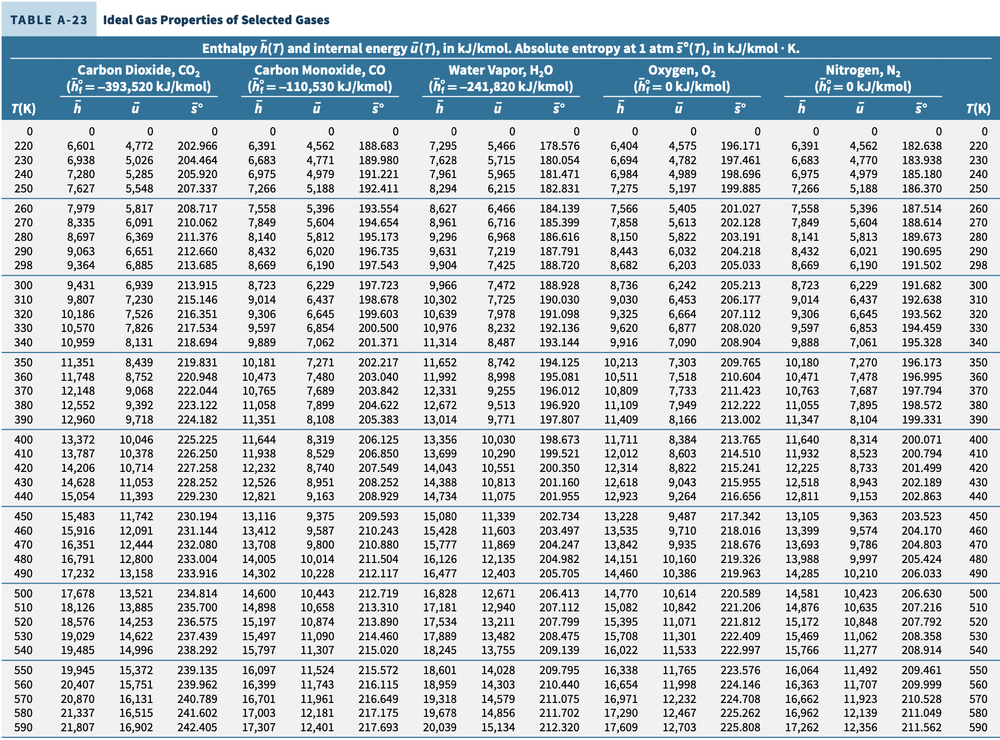 TABLE A-23 Ideal Gas Properties of Selected Gases
Enthalpy h̄(T) and internal energy ū(T), in kJ/kmol. Absolute entropy at 1 atm s̄°(T), in kJ/kmol · K.
Carbon Dioxide, CO₂ Carbon Monoxide, CO Water Vapor, H₂O Oxygen, O₂ Nitrogen, N₂
(h̄°f = –393,520 kJ/kmol) (h̄°f = –110,530 kJ/kmol) (h̄°f = –241,820 kJ/kmol) (h̄°f = 0 kJ/kmol) (h̄°f = 0 kJ/kmol)
T(K) h̄ ū s̄° h̄ ū s̄° h̄ ū s̄° h̄ ū s̄° h̄ ū s̄° T(K)
0 0 0 0 0 0 0 0 0 0 0 0 0 0 0 0 0
220 6,601 4,772 202.966 6,391 4,562 188.683 7,295 5,466 178.576 6,404 4,575 196.171 6,391 4,562 182.638 220
230 6,938 5,026 204.464 6,683 4,771 189.980 7,628 5,715 180.054 6,694 4,782 197.461 6,683 4,770 183.938 230
240 7,280 5,285 205.920 6,975 4,979 191.221 7,961 5,965 181.471 6,984 4,989 198.696 6,975 4,979 185.180 240
250 7,627 5,548 207.337 7,266 5,188 192.411 8,294 6,215 182.831 7,275 5,197 199.885 7,266 5,188 186.370 250
260 7,979 5,817 208.717 7,558 5,396 193.554 8,627 6,466 184.139 7,566 5,405 201.027 7,558 5,396 187.514 260
270 8,335 6,091 210.062 7,849 5,604 194.654 8,961 6,716 185.399 7,858 5,613 202.128 7,849 5,604 188.614 270
280 8,697 6,369 211.376 8,140 5,812 195.173 9,296 6,968 186.616 8,150 5,822 203.191 8,141 5,813 189.673 280
290 9,063 6,651 212.660 8,432 6,020 196.735 9,631 7,219 187.791 8,443 6,032 204.218 8,432 6,021 190.695 290
298 9,364 6,885 213.685 8,669 6,190 197.543 9,904 7,425 188.720 8,682 6,203 205.033 8,669 6,190 191.502 298
300 9,431 6,939 213.915 8,723 6,229 197.723 9,966 7,472 188.928 8,736 6,242 205.213 8,723 6,229 191.682 300
310 9,807 7,230 215.146 9,014 6,437 198.678 10,302 7,725 190.030 9,030 6,453 206.177 9,014 6,437 192.638 310
320 10,186 7,526 216.351 9,306 6,645 199.603 10,639 7,978 191.098 9,325 6,664 207.112 9,306 6,645 193.562 320
330 10,570 7,826 217.534 9,597 6,854 200.500 10,976 8,232 192.136 9,620 6,877 208.020 9,597 6,853 194.459 330
340 10,959 8,131 218.694 9,889 7,062 201.371 11,314 8,487 193.144 9,916 7,090 208.904 9,888 7,061 195.328 340
350 11,351 8,439 219.831 10,181 7,271 202.217 11,652 8,742 194.125 10,213 7,303 209.765 10,180 7,270 196.173 350
360 11,748 8,752 220.948 10,473 7,480 203.040 11,992 8,998 195.081 10,511 7,518 210.604 10,471 7,478 196.995 360
370 12,148 9,068 222.044 10,765 7,689 203.842 12,331 9,255 196.012 10,809 7,733 211.423 10,763 7,687 197.794 370
380 12,552 9,392 223.122 11,058 7,899 204.622 12,672 9,513 196.920 11,109 7,949 212.222 11,055 7,895 198.572 380
390 12,960 9,718 224.182 11,351 8,108 205.383 13,014 9,771 197.807 11,409 8,166 213.002 11,347 8,104 199.331 390
400 13,372 10,046 225.225 11,644 8,319 206.125 13,356 10,030 198.673 11,711 8,384 213.765 11,640 8,314 200.071 400
410 13,787 10,378 226.250 11,938 8,529 206.850 13,699 10,290 199.521 12,012 8,603 214.510 11,932 8,523 200.794 410
420 14,206 10,714 227.258 12,232 8,740 207.549 14,043 10,551 200.350 12,314 8,822 215.241 12,225 8,733 201.499 420
430 14,628 11,053 228.252 12,526 8,951 208.252 14,388 10,813 201.160 12,618 9,043 215.955 12,518 8,943 202.189 430
440 15,054 11,393 229.230 12,821 9,163 208.929 14,734 11,075 201.955 12,923 9,264 216.656 12,811 9,153 202.863 440
450 15,483 11,742 230.194 13,116 9,375 209.593 15,080 11,339 202.734 13,228 9,487 217.342 13,105 9,363 203.523 450
460 15,916 12,091 231.144 13,412 9,587 210.243 15,428 11,603 203.497 13,535 9,710 218.016 13,399 9,574 204.170 460
470 16,351 12,444 232.080 13,708 9,800 210.880 15,777 11,869 204.247 13,842 9,935 218.676 13,693 9,786 204.803 470
480 16,791 12,800 233.004 14,005 10,014 211.504 16,126 12,135 204.982 14,151 10,160 219.326 13,988 9,997 205.424 480
490 17,232 13,158 233.916 14,302 10,228 212.117 16,477 12,403 205.705 14,460 10,386 219.963 14,285 10,210 206.033 490
500 17,678 13,521 234.814 14,600 10,443 212.719 16,828 12,671 206.413 14,770 10,614 220.589 14,581 10,423 206.630 500
510 18,126 13,885 235.700 14,898 10,658 213.310 17,181 12,940 207.112 15,082 10,842 221.206 14,876 10,635 207.216 510
520 18,576 14,253 236.575 15,197 10,874 213.890 17,534 13,211 207.799 15,395 11,071 221.812 15,172 10,848 207.792 520
530 19,029 14,622 237.439 15,497 11,090 214.460 17,889 13,482 208.475 15,708 11,301 222.409 15,469 11,062 208.358 530
540 19,485 14,996 238.292 15,797 11,307 215.020 18,245 13,755 209.139 16,022 11,533 222.997 15,766 11,277 208.914 540
550 19,945 15,372 239.135 16,097 11,524 215.572 18,601 14,028 209.795 16,338 11,765 223.576 16,064 11,492 209.461 550
560 20,407 15,751 239.962 16,399 11,743 216.115 18,959 14,303 210.440 16,654 11,998 224.146 16,363 11,707 209.999 560
570 20,870 16,131 240.789 16,701 11,961 216.649 19,318 14,579 211.075 16,971 12,232 224.708 16,662 11,923 210.528 570
580 21,337 16,515 241.602 17,003 12,181 217.175 19,678 14,856 211.702 17,290 12,467 225.262 16,962 12,139 211.049 580
590 21,807 16,902 242.405 17,307 12,401 217.693 20,039 15,134 212.320 17,609 12,703 225.808 17,262 12,356 211.562 590